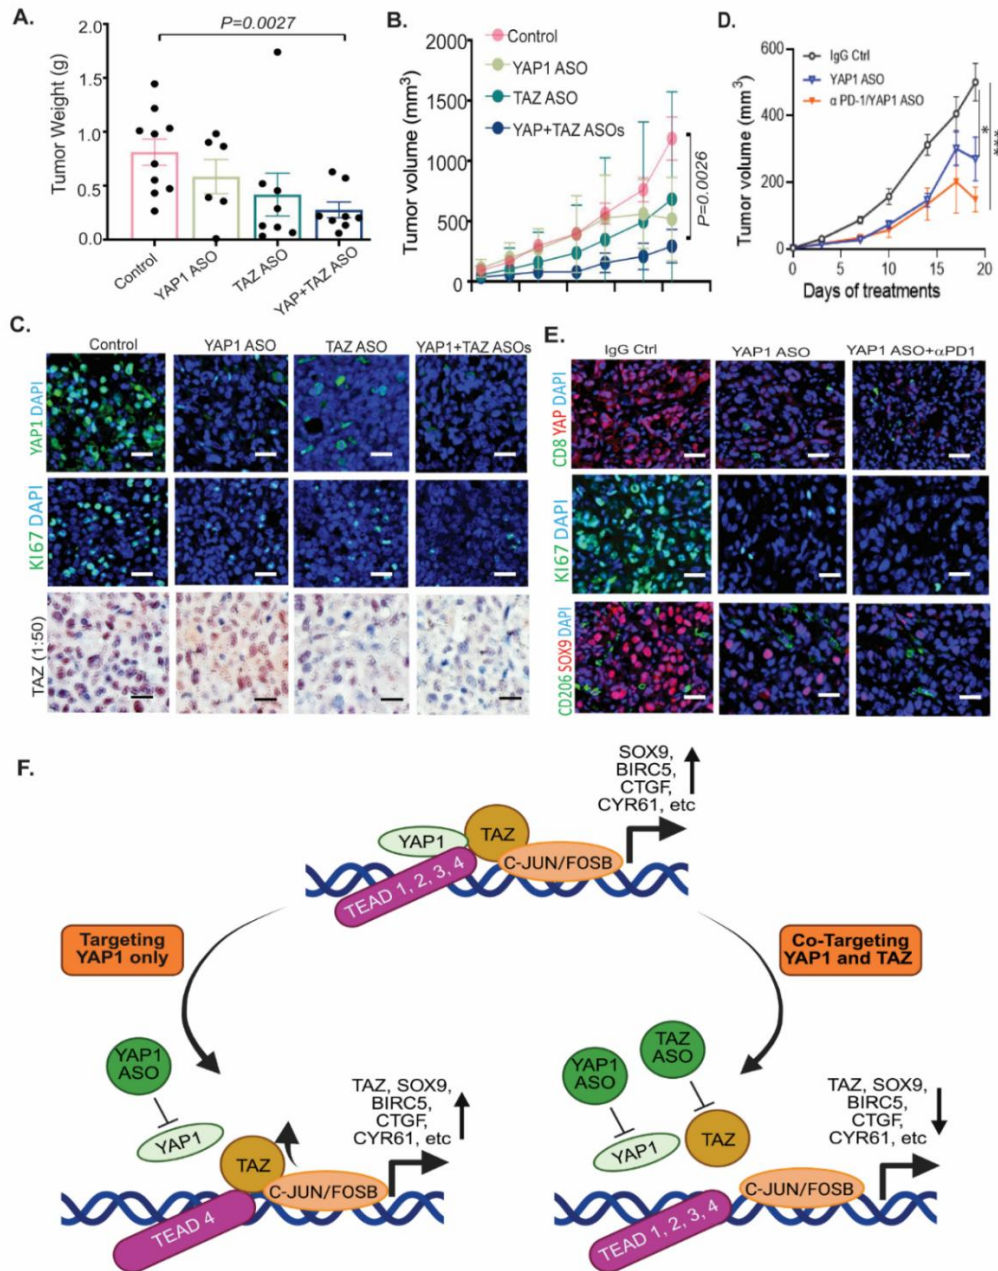 A.
P=0.0027
Tumor Weight (g)
2.0
1.5
1.0
0.5
0.0
Control
YAP1 ASO
TAZ ASO
YAP+TAZ ASO
B.
Tumor volume (mm³)
2000
1500
1000
500
0
Control
YAP1 ASO
TAZ ASO
YAP+TAZ ASOs
P=0.0026
D.
Tumor volume (mm³)
600
400
200
0
IgG Ctrl
YAP1 ASO
α PD-1/YAP1 ASO
*
***
0 5 10 15 20
Days of treatments
C.
Control
YAP1 ASO
TAZ ASO
YAP1+TAZ ASOs
YAP1 DAPI
KI67 DAPI
TAZ (1:50)
E.
IgG Ctrl
YAP1 ASO
YAP1 ASO+αPD1
CD8 YAP DAPI
KI67 DAPI
CD206 SOX9 DAPI
F.
SOX9,
BIRC5,
CTGF,
CYR61, etc
YAP1
TAZ
C-JUN/FOSB
TEAD 1, 2, 3, 4
Targeting
YAP1 only
Co-Targeting
YAP1 and TAZ
YAP1
ASO
YAP1
TAZ
C-JUN/FOSB
TEAD 4
TAZ, SOX9,
BIRC5,
CTGF,
CYR61, etc
YAP1
ASO
TAZ
ASO
YAP1
TAZ
C-JUN/FOSB
TEAD 1, 2, 3, 4
TAZ, SOX9,
BIRC5,
CTGF,
CYR61, etc